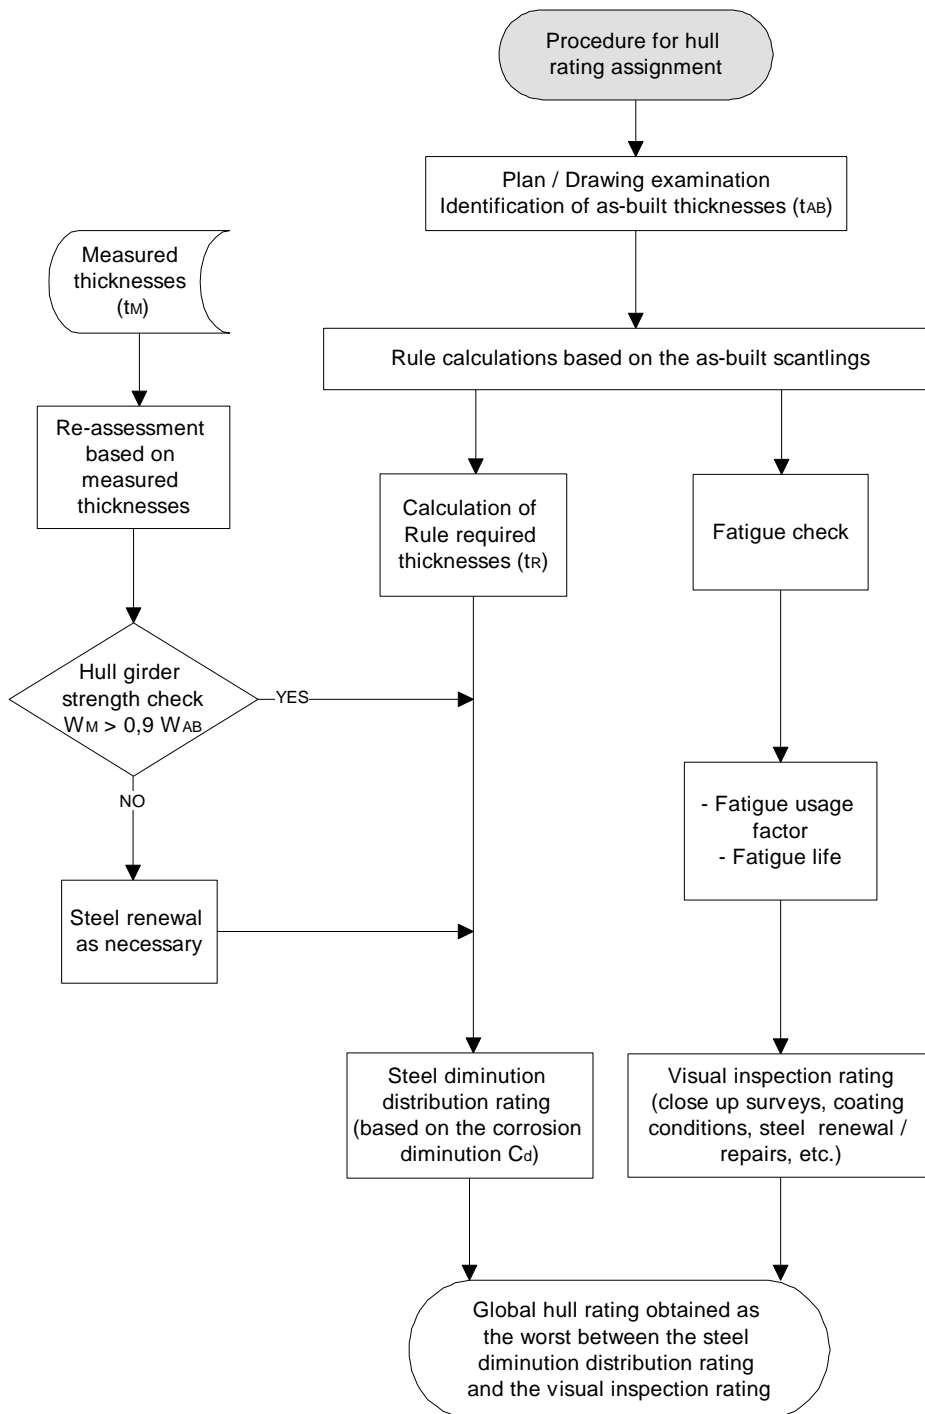 Procedure for hull
rating assignment
Plan / Drawing examination
Identification of as-built thicknesses (tAB)
Measured
thicknesses
(tM)
Rule calculations based on the as-built scantlings
Re-assessment
based on
measured
thicknesses
Calculation of
Rule required
thicknesses (tR)
Fatigue check
Hull girder
strength check
WM > 0,9 WAB
YES
NO
- Fatigue usage
factor
- Fatigue life
Steel renewal
as necessary
Steel diminution
distribution rating
(based on the corrosion
diminution Cd)
Visual inspection rating
(close up surveys, coating
conditions, steel renewal /
repairs, etc.)
Global hull rating obtained as
the worst between the steel
diminution distribution rating
and the visual inspection rating